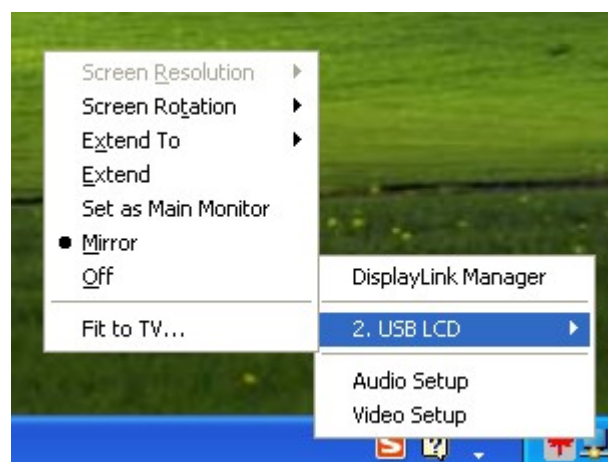 Screen Resolution
Screen Rotation
Extend To
Extend
Set as Main Monitor
Mirror
Off
Fit to TV...
DisplayLink Manager
2. USB LCD
Audio Setup
Video Setup
S
?